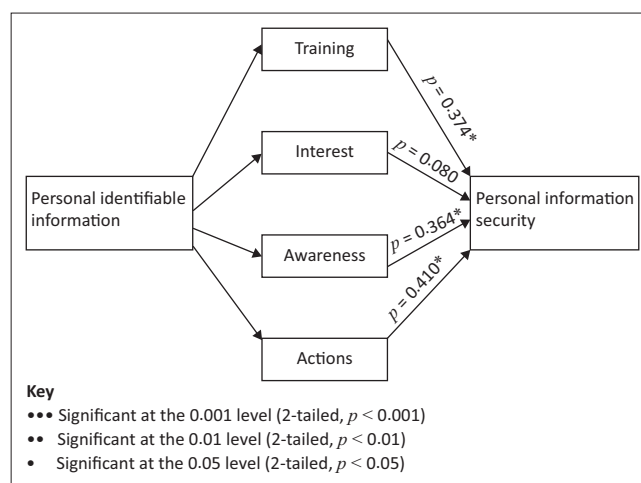 Training
p = 0.374*
Interest
p = 0.080
Personal identifiable
information
Personal information
security
Awareness
p = 0.364*
Actions
p = 0.410*
Key
••• Significant at the 0.001 level (2-tailed, p < 0.001)
•• Significant at the 0.01 level (2-tailed, p < 0.01)
• Significant at the 0.05 level (2-tailed, p < 0.05)